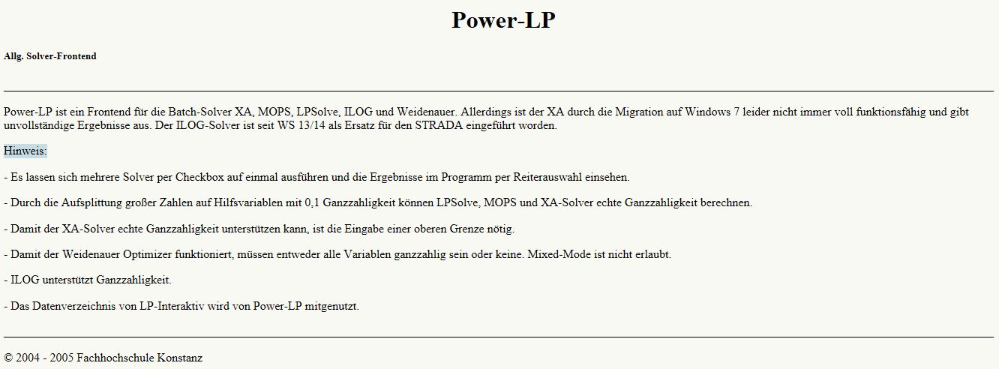 Power-LP
Allg. Solver-Frontend
Power-LP ist ein Frontend für die Batch-Solver XA, MOPS, LPSolve, ILOG und Weidenauer. Allerdings ist der XA durch die Migration auf Windows 7 leider nicht immer voll funktionsfähig und gibt
unvollständige Ergebnisse aus. Der ILOG-Solver ist seit WS 13/14 als Ersatz für den STRADA eingeführt worden.
Hinweis:
- Es lassen sich mehrere Solver per Checkbox auf einmal ausführen und die Ergebnisse im Programm per Reiterauswahl einsehen.
- Durch die Aufsplittung großer Zahlen auf Hilfsvariablen mit 0,1 Ganzzahligkeit können LPSolve, MOPS und XA-Solver echte Ganzzahligkeit berechnen.
- Damit der XA-Solver echte Ganzzahligkeit unterstützen kann, ist die Eingabe einer oberen Grenze nötig.
- Damit der Weidenauer Optimizer funktioniert, müssen entweder alle Variablen ganzzahlig sein oder keine. Mixed-Mode ist nicht erlaubt.
- ILOG unterstützt Ganzzahligkeit.
- Das Datenverzeichnis von LP-Interaktiv wird von Power-LP mitgenutzt.
© 2004 - 2005 Fachhochschule Konstanz